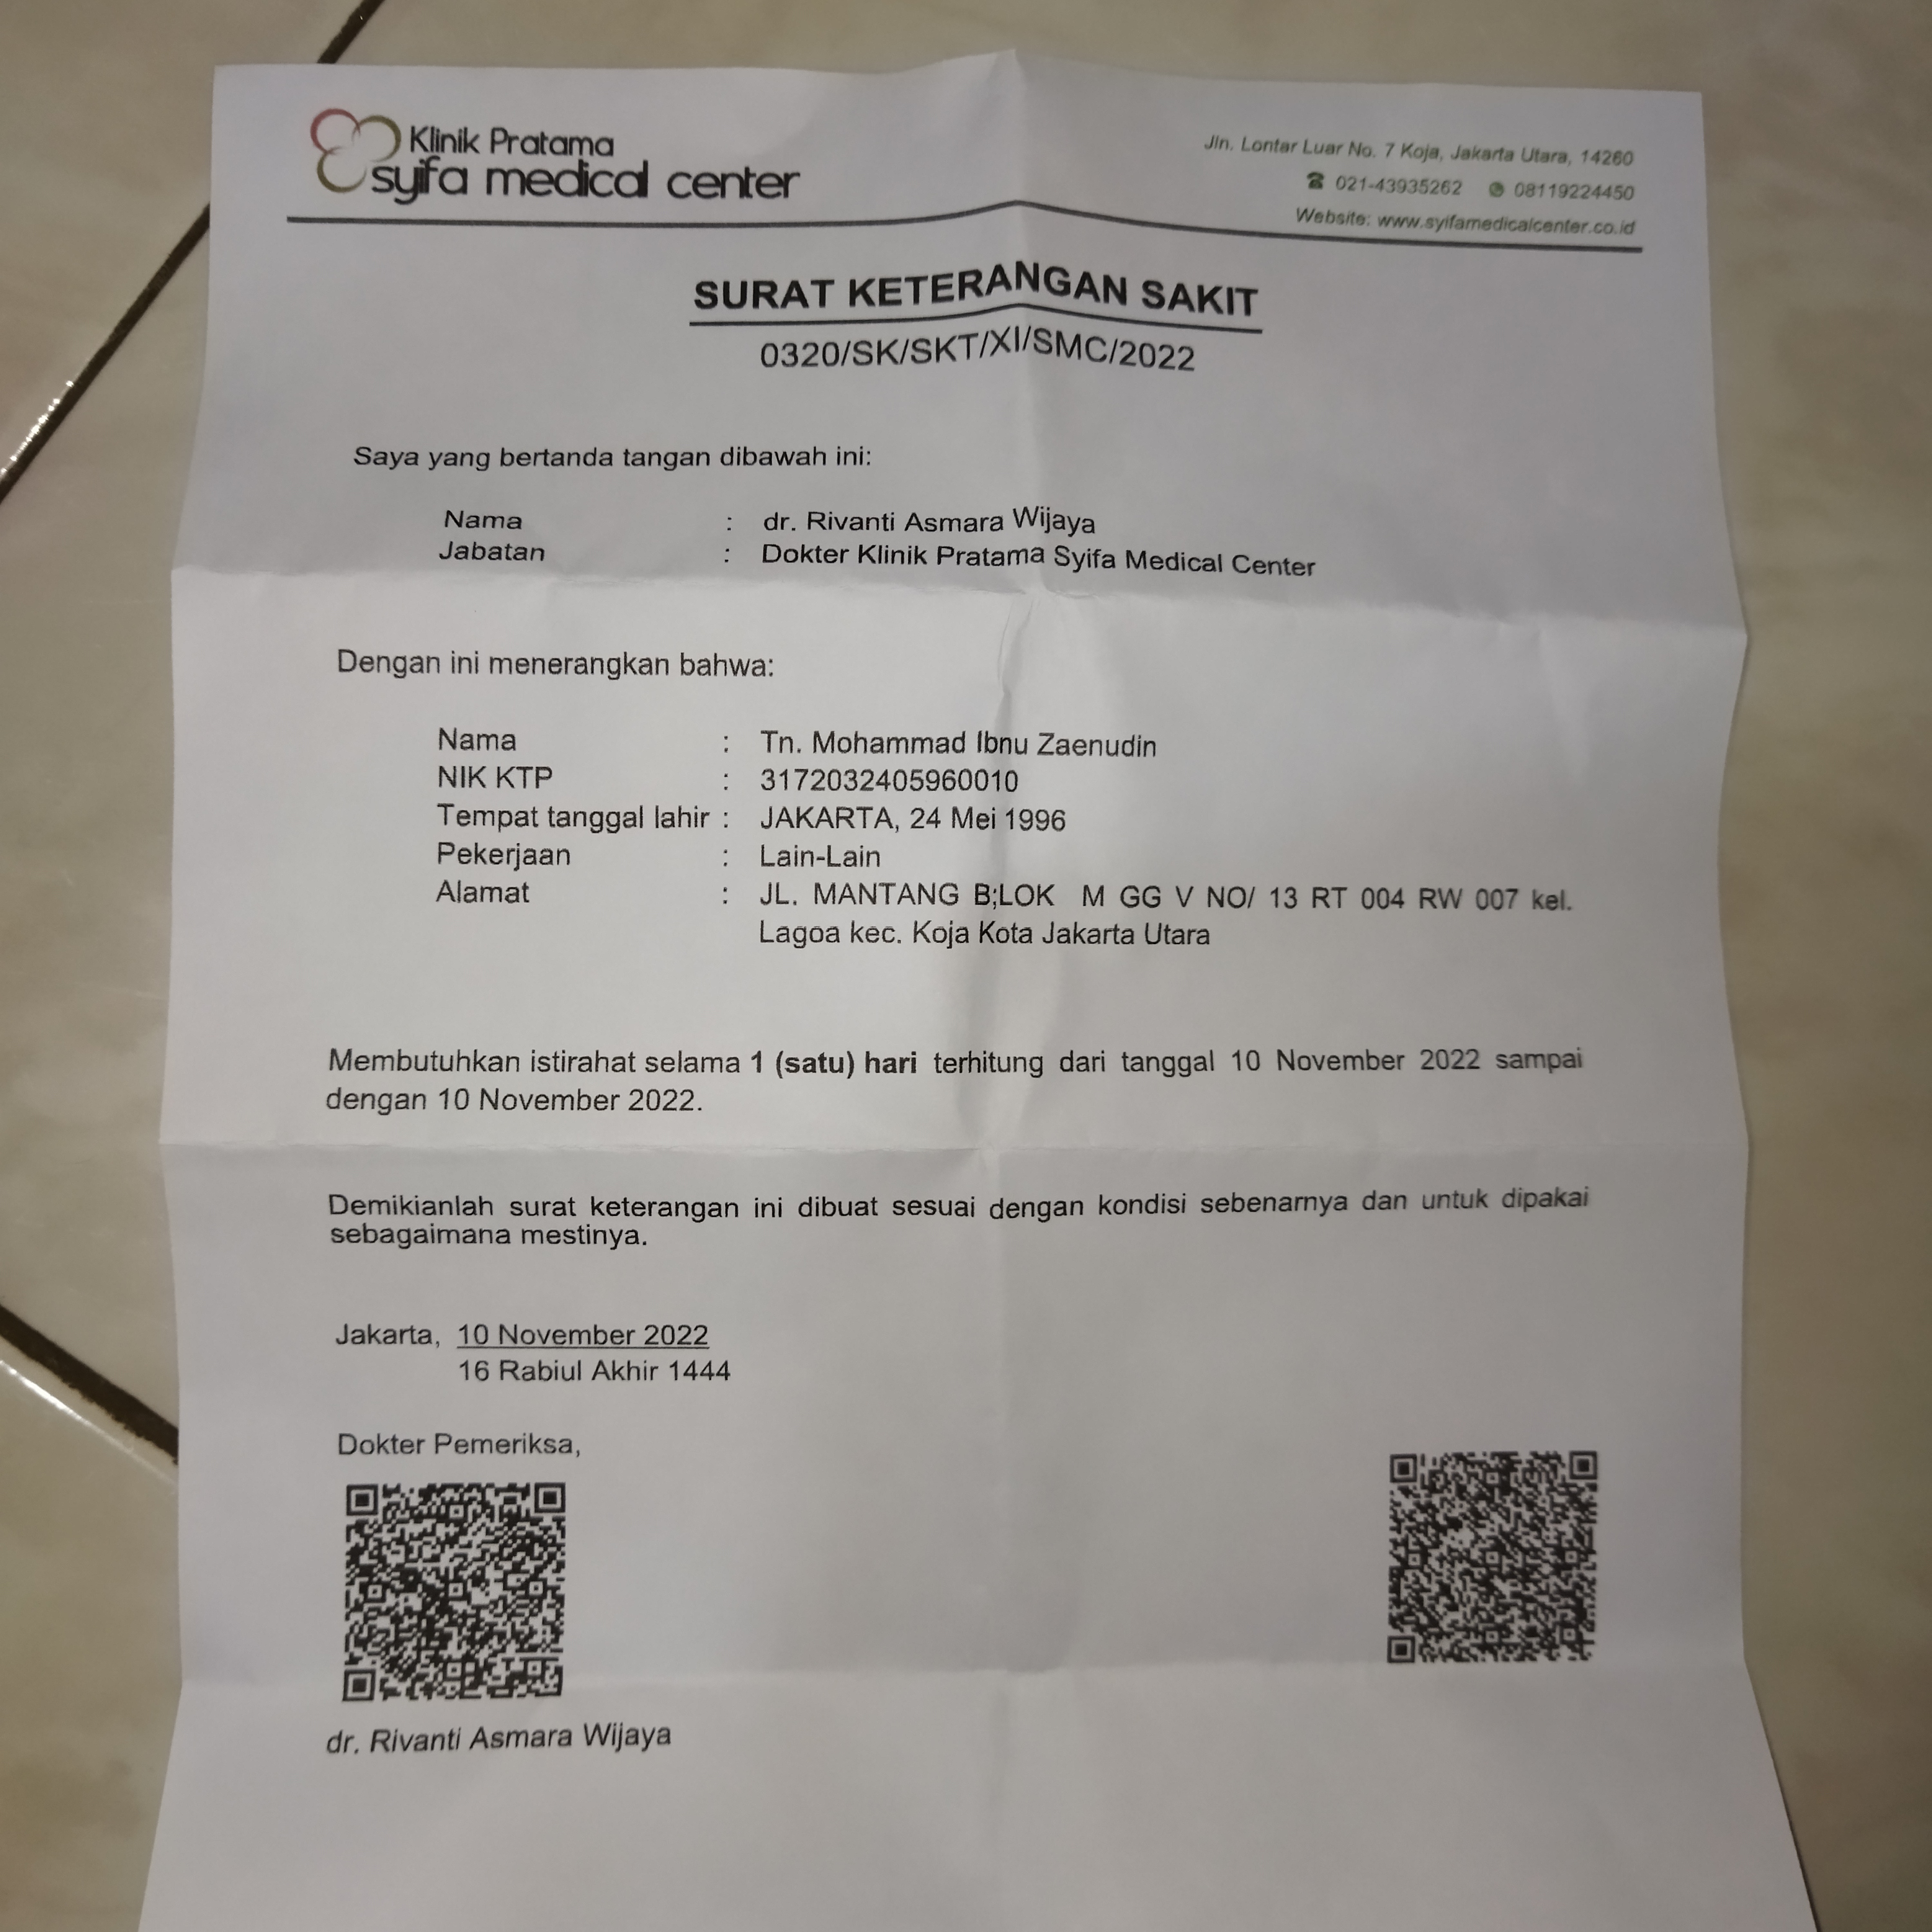 Klinik Pratama
syifa medical center
Jln. Lontar Luar No. 7 Koja, Jakarta Utara, 14260
021-43935262 08119224450
Website: www.syifamedicalcenter.co.id
SURAT KETERANGAN SAKIT
0320/SK/SKT/XI/SMC/2022
Saya yang bertanda tangan dibawah ini:
Nama : dr. Rivanti Asmara Wijaya
Jabatan : Dokter Klinik Pratama Syifa Medical Center
Dengan ini menerangkan bahwa:
Nama : Tn. Mohammad Ibnu Zaenudin
NIK KTP : 3172032405960010
Tempat tanggal lahir : JAKARTA, 24 Mei 1996
Pekerjaan : Lain-Lain
Alamat : JL. MANTANG B;LOK M GG V NO/ 13 RT 004 RW 007 kel.
Lagoa kec. Koja Kota Jakarta Utara
Membutuhkan istirahat selama 1 (satu) hari terhitung dari tanggal 10 November 2022 sampai
dengan 10 November 2022.
Demikianlah surat keterangan ini dibuat sesuai dengan kondisi sebenarnya dan untuk dipakai
sebagaimana mestinya.
Jakarta, 10 November 2022
16 Rabiul Akhir 1444
Dokter Pemeriksa,
dr. Rivanti Asmara Wijaya